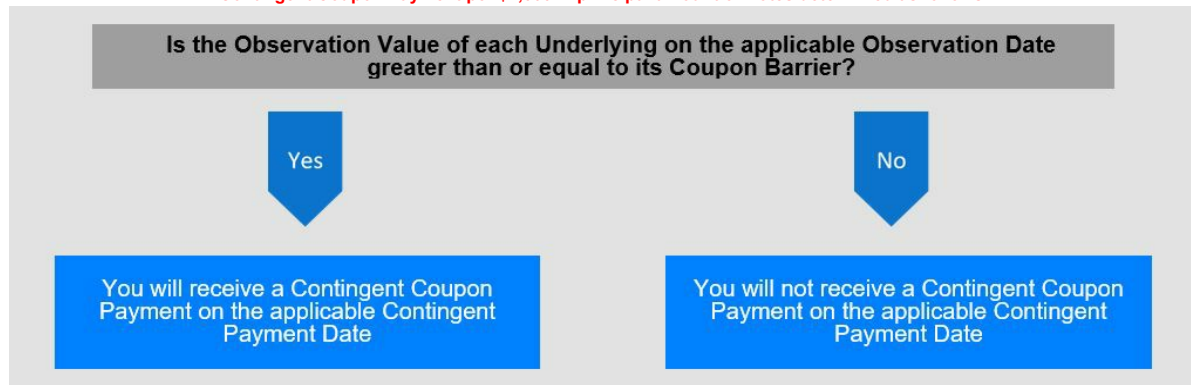 Is the Observation Value of each Underlying on the applicable Observation Date
greater than or equal to its Coupon Barrier?
Yes
No
You will receive a Contingent Coupon
Payment on the applicable Contingent
Payment Date
You will not receive a Contingent Coupon
Payment on the applicable Contingent
Payment Date